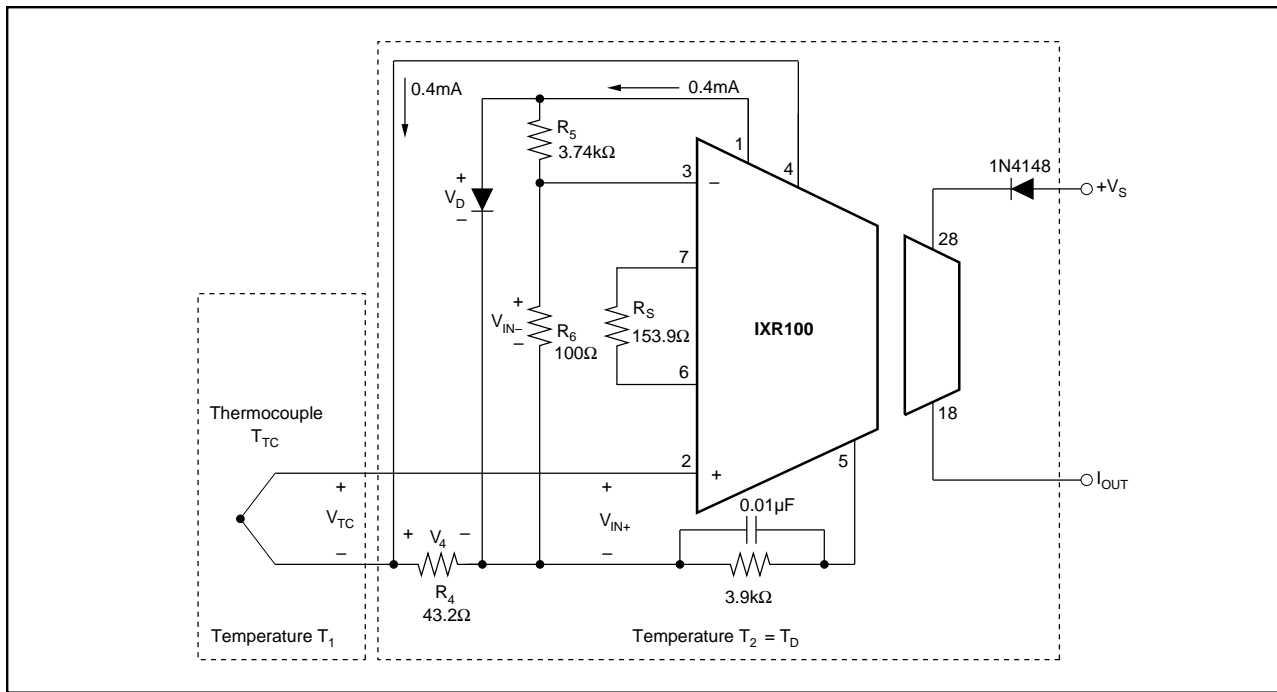 0.4mA
0.4mA
R5
3.74kΩ
1
4
1N4148
+VS
3
–
+
VD
–
28
7
+
VIN–
–
R6
100Ω
RS
153.9Ω
IXR100
6
18
Thermocouple
TTC
2
+
5
IOUT
+
VTC
–
+
V4
–
+
VIN+
–
0.01µF
R4
43.2Ω
3.9kΩ
Temperature T1
Temperature T2 = TD